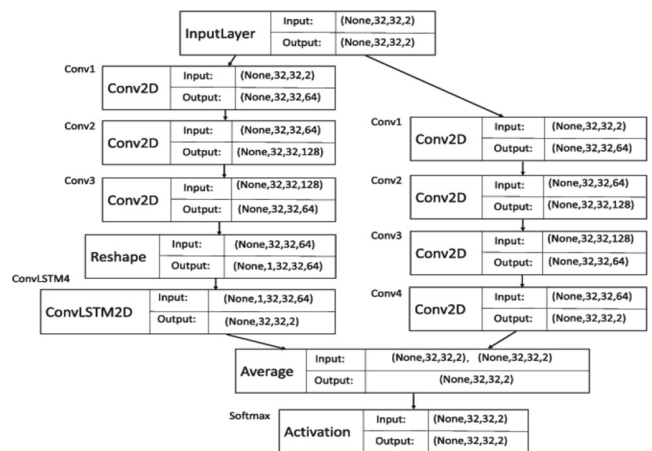 InputLayer
Input: (None,32,32,2)
Output: (None,32,32,2)
Conv1
Conv2D
Input: (None,32,32,2)
Output: (None,32,32,64)
Conv2
Conv2D
Input: (None,32,32,64)
Output: (None,32,32,128)
Conv3
Conv2D
Input: (None,32,32,128)
Output: (None,32,32,64)
Reshape
Input: (None,32,32,64)
Output: (None,1,32,32,64)
ConvLSTM4
ConvLSTM2D
Input: (None,1,32,32,64)
Output: (None,32,32,2)
Conv1
Conv2D
Input: (None,32,32,2)
Output: (None,32,32,64)
Conv2
Conv2D
Input: (None,32,32,64)
Output: (None,32,32,128)
Conv3
Conv2D
Input: (None,32,32,128)
Output: (None,32,32,64)
Conv4
Conv2D
Input: (None,32,32,64)
Output: (None,32,32,2)
Average
Input: (None,32,32,2), (None,32,32,2)
Output: (None,32,32,2)
Softmax
Activation
Input: (None,32,32,2)
Output: (None,32,32,2)